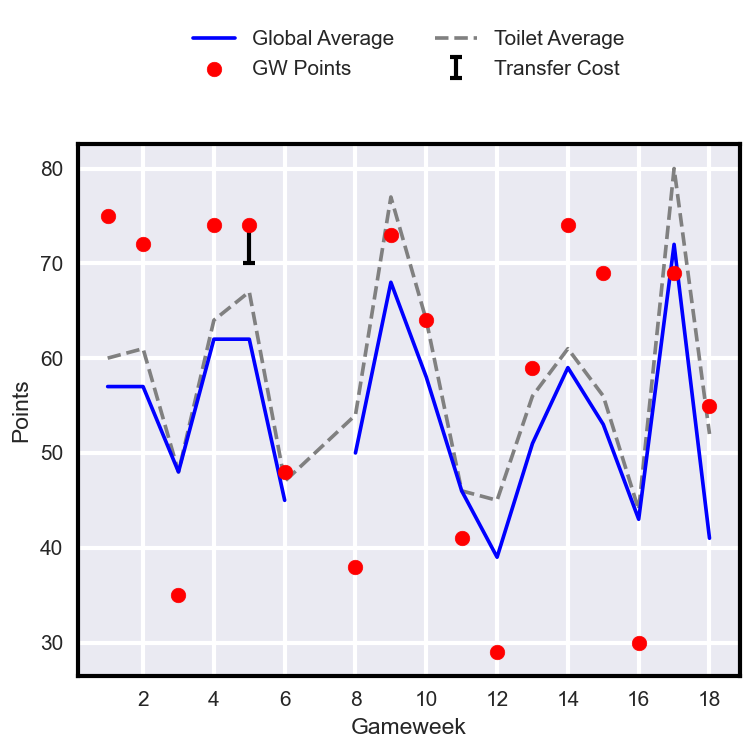 Global Average
Toilet Average
GW Points
Transfer Cost
80
70
60
50
40
30
Points
2 4 6 8 10 12 14 16 18
Gameweek